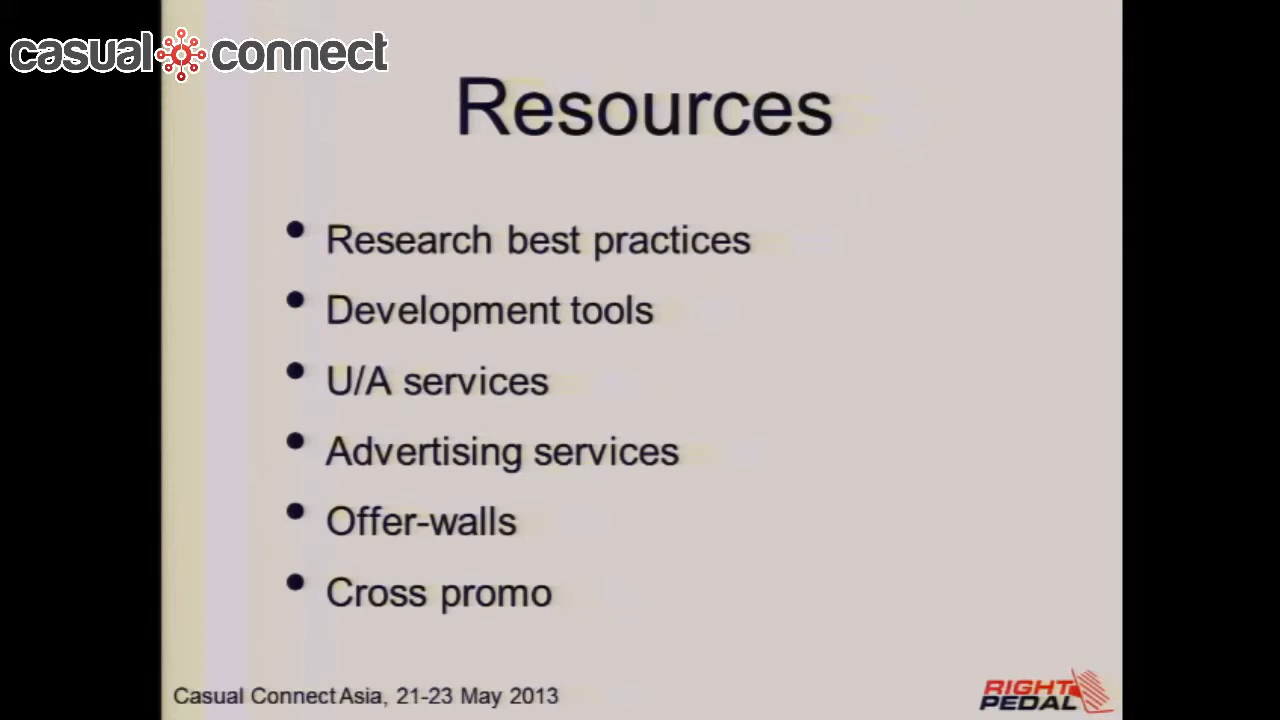 casual connect
Resources
• Research best practices
• Development tools
• U/A services
• Advertising services
• Offer-walls
• Cross promo
Casual Connect Asia, 21-23 May 2013
RIGHT
PEDAL